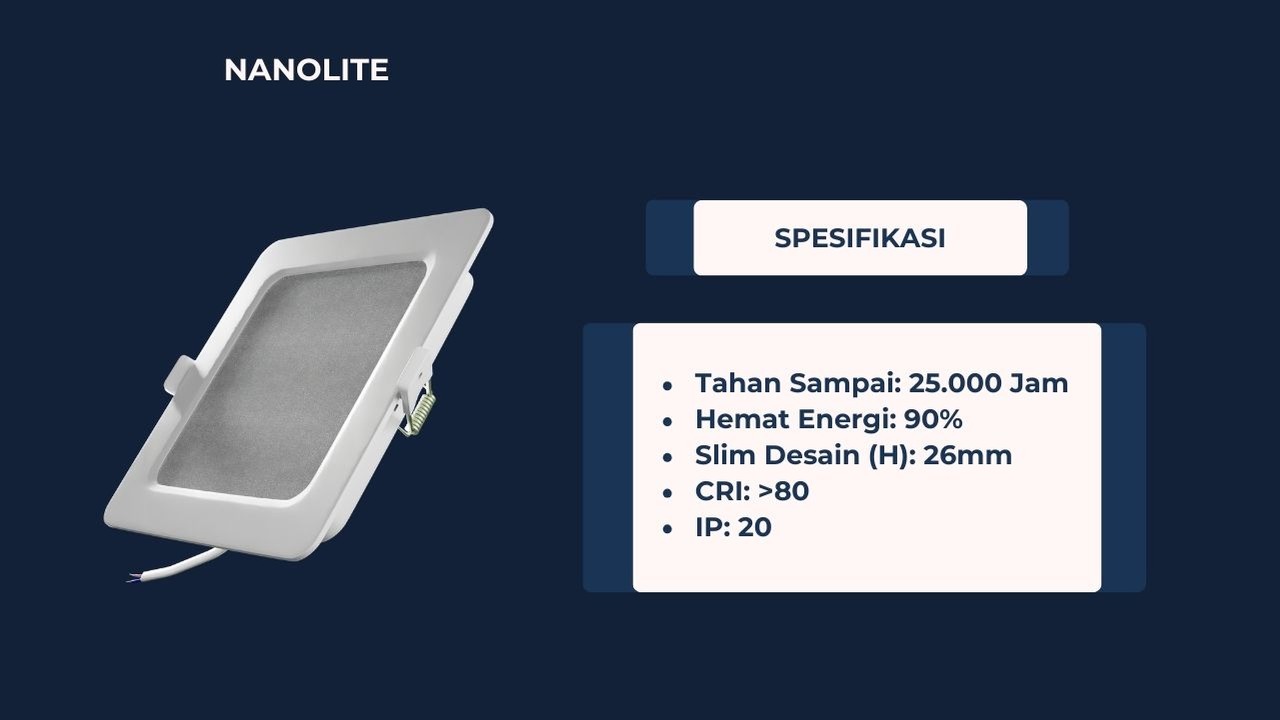 NANOLITE
SPESIFIKASI
• Tahan Sampai: 25.000 Jam
• Hemat Energi: 90%
• Slim Desain (H): 26mm
• CRI: >80
• IP: 20